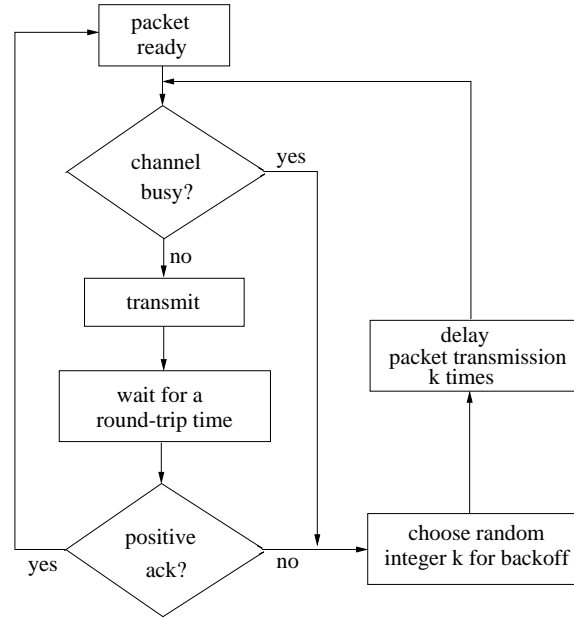 packet
ready
channel
busy?
yes
no
transmit
wait for a
round-trip time
positive
ack?
yes
no
choose random
integer k for backoff
delay
packet transmission
k times